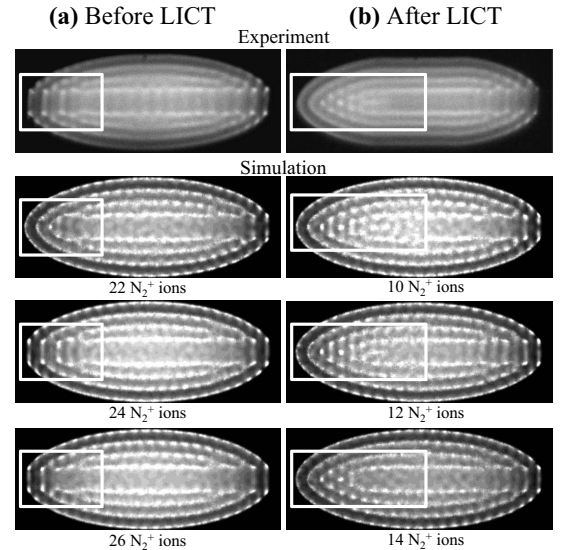 (a) Before LICT
(b) After LICT
Experiment
Simulation
22 N₂⁺ ions
10 N₂⁺ ions
24 N₂⁺ ions
12 N₂⁺ ions
26 N₂⁺ ions
14 N₂⁺ ions